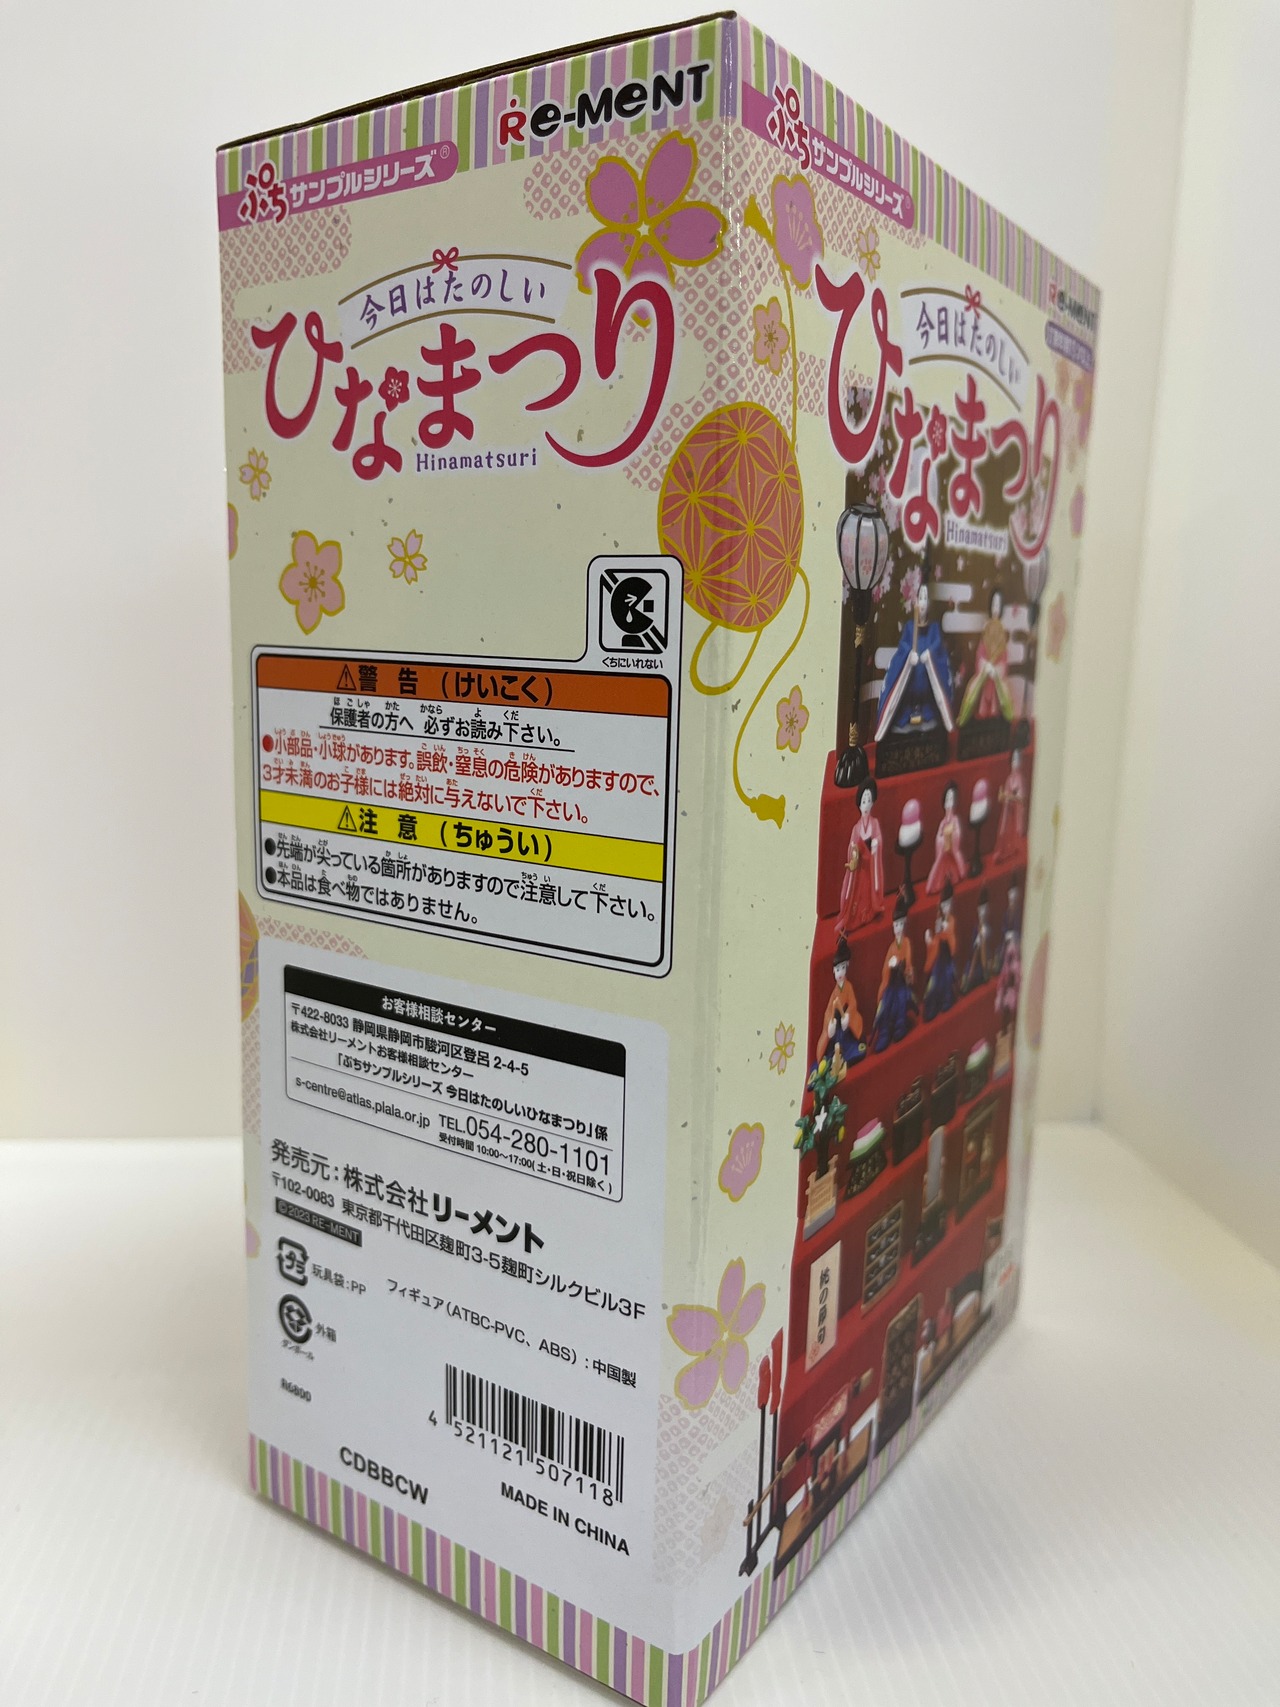 Re-MeNT
ぷちサンプルシリーズ®
今日はたのしい
ひなまつり
Hinamatsuri
くちにいれない
⚠警告(けいこく)
保護者の方へ 必ずお読み下さい。
●小部品・小球があります。誤飲・窒息の危険がありますので、
3才未満のお子様には絶対に与えないで下さい。
⚠注意(ちゅうい)
●先端が尖っている箇所がありますので注意して下さい。
●本品は食べ物ではありません。
お客様相談センター
〒422-8033 静岡県静岡市駿河区登呂 2-4-5
株式会社リーメントお客様相談センター
「ぷちサンプルシリーズ 今日はたのしいひなまつり」係
s-centre@atlas.plala.or.jp TEL.054-280-1101
受付時間 10:00〜17:00(土・日・祝日除く)
発売元:株式会社リーメント
〒102-0083 東京都千代田区麹町3-5麹町シルクビル3F
©2023 RE-MENT
プラ
玩具袋:PP
フィギュア(ATBC-PVC、ABS):中国製
外箱
ダンボール
R6800
4 521121 507118
CDBBCW
MADE IN CHINA
ぷちサンプルシリーズ
Re-MeNT
今日はたのしい
ひなまつり
Hinamatsuri
桃の節句